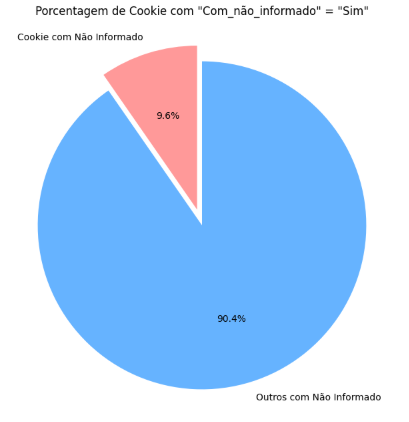 Porcentagem de Cookie com "Com_não_informado" = "Sim"
Cookie com Não Informado
9.6%
90.4%
Outros com Não Informado